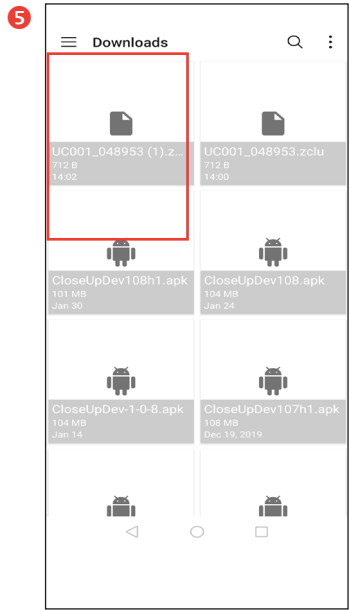 5
Downloads
UC001_048953 (1).z...
712 B
14:02
UC001_048953.zclu
712 B
14:00
CloseUpDev108h1.apk
101 MB
Jan 30
CloseUpDev108.apk
104 MB
Jan 24
CloseUpDev-1-0-8.apk
104 MB
Jan 14
CloseUpDev107h1.apk
108 MB
Dec 19, 2019